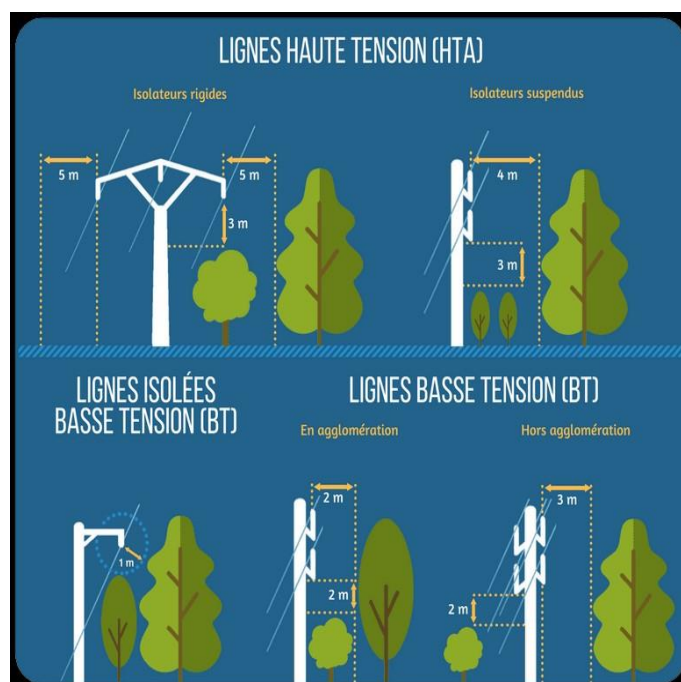 LIGNES HAUTE TENSION (HTA)
Isolateurs rigides
Isolateurs suspendus
5 m
5 m
4 m
3 m
3 m
LIGNES ISOLÉES
BASSE TENSION (BT)
LIGNES BASSE TENSION (BT)
En agglomération
Hors agglomération
2 m
3 m
1 m
2 m
2 m